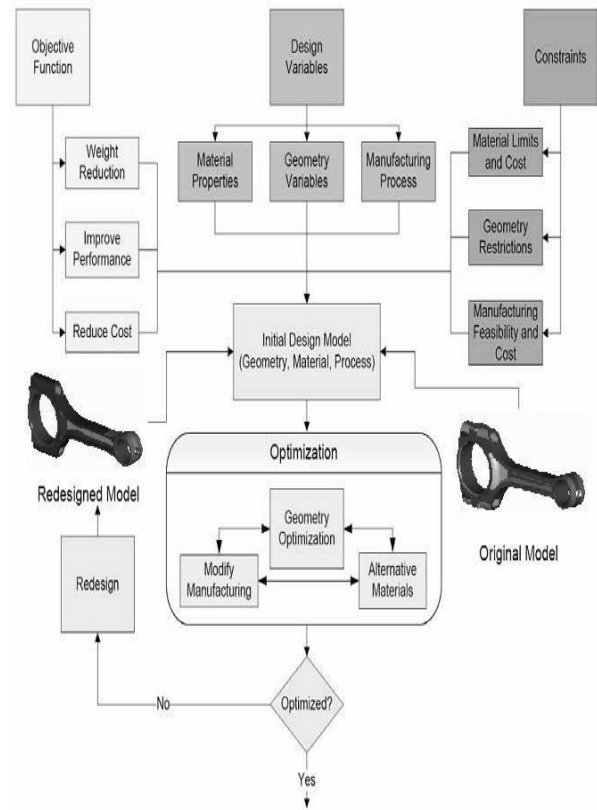 Objective
Function
Design
Variables
Constraints
Weight
Reduction
Improve
Performance
Reduce Cost
Material
Properties
Geometry
Variables
Manufacturing
Process
Material Limits
and Cost
Geometry
Restrictions
Manufacturing
Feasibility and
Cost
Initial Design Model
(Geometry, Material, Process)
Redesigned Model
Original Model
Optimization
Geometry
Optimization
Modify
Manufacturing
Alternative
Materials
Redesign
No
Optimized?
Yes